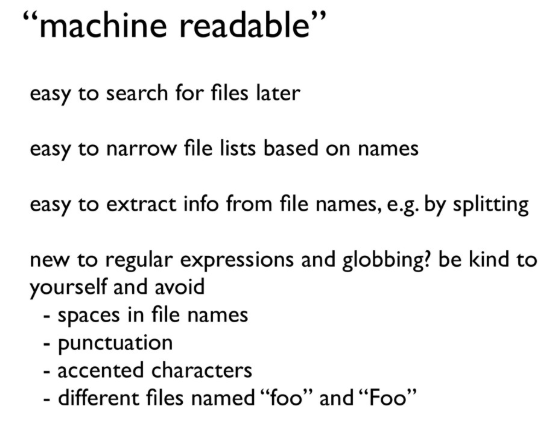 “machine readable”
easy to search for files later
easy to narrow file lists based on names
easy to extract info from file names, e.g. by splitting
new to regular expressions and globbing? be kind to
yourself and avoid
- spaces in file names
- punctuation
- accented characters
- different files named “foo” and “Foo”